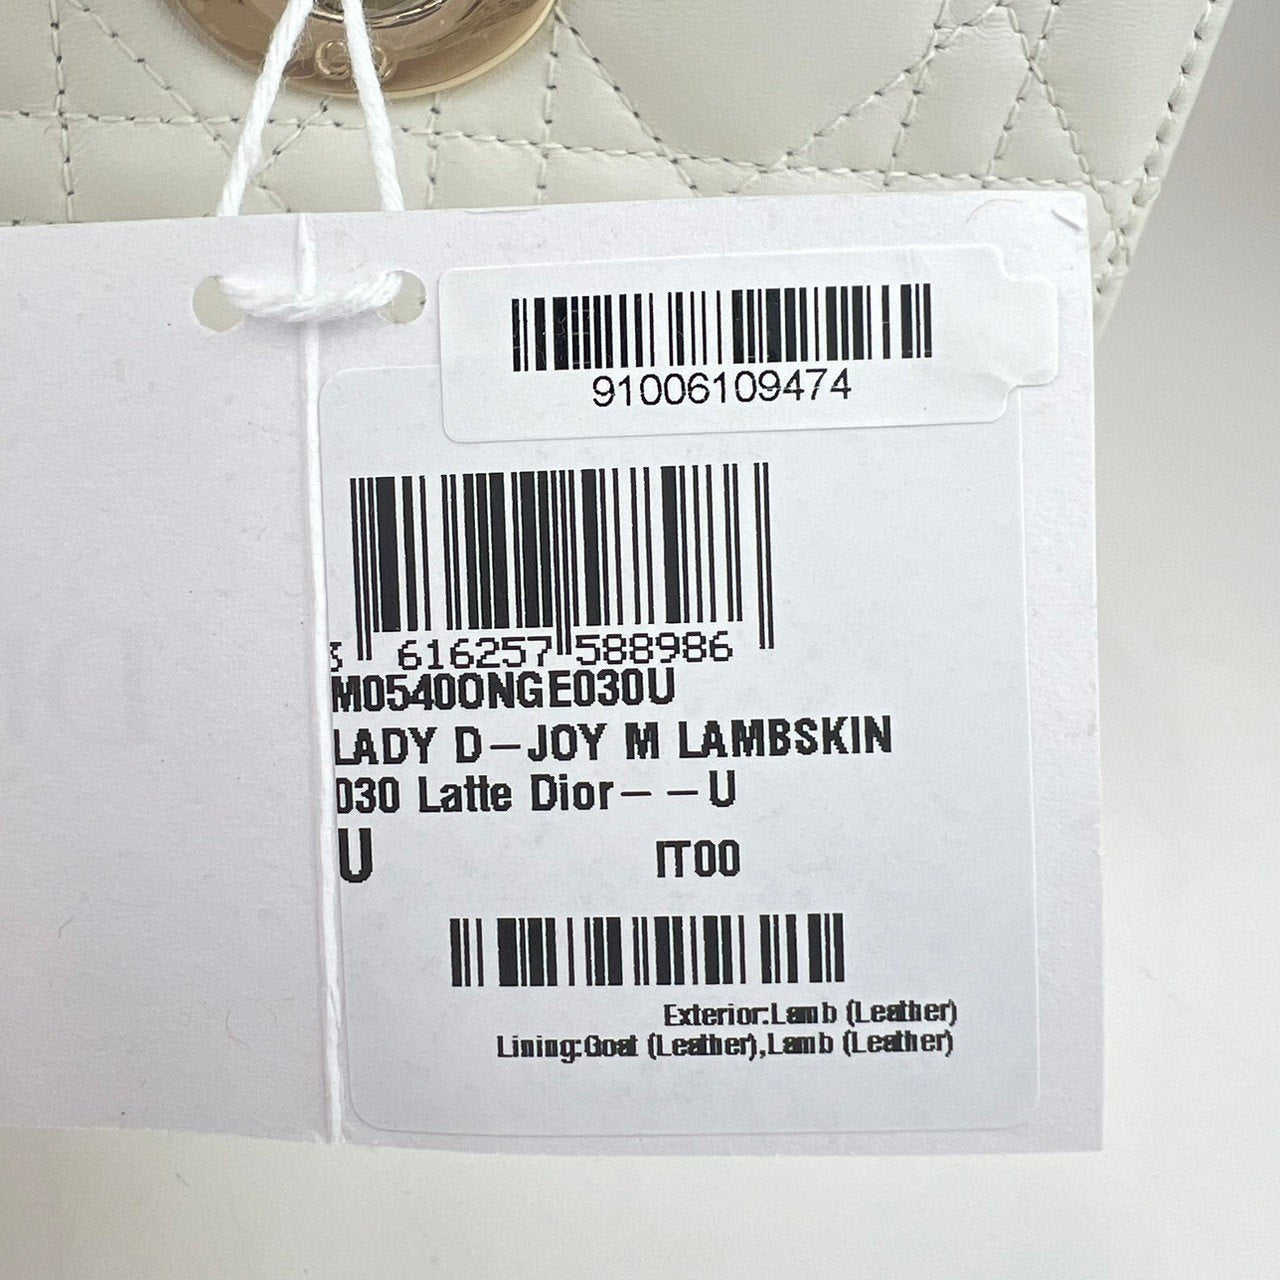 CD
91006109474
3 616257 588986
M0540ONGE030U
LADY D-JOY M LAMBSKIN
030 Latte Dior- -U
U IT00
Exterior:Lamb (Leather)
Lining:Goat (Leather),Lamb (Leather)